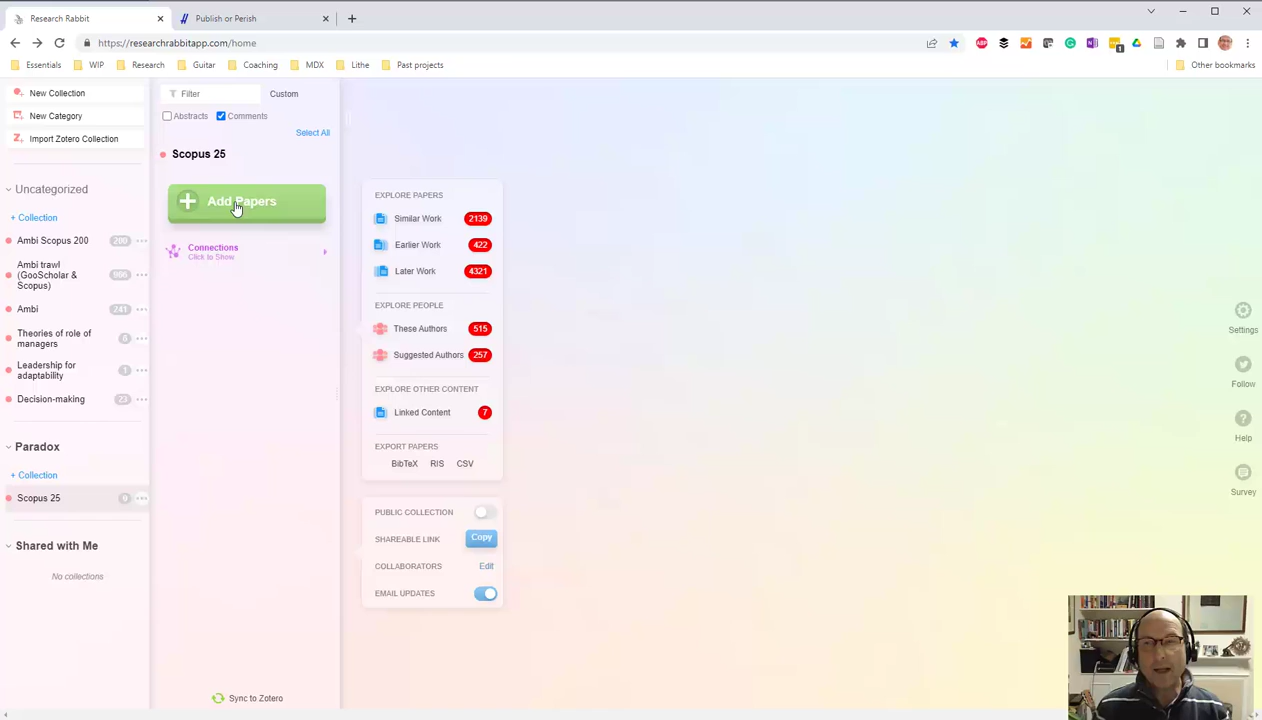 Research Rabbit
Publish or Perish
https://researchrabbitapp.com/home
1
Essentials
WIP
Research
Guitar
Coaching
MDX
Lithe
Past projects
Other bookmarks
New Collection
New Category
Import Zotero Collection
Uncategorized
+ Collection
Ambi Scopus 200
200
Ambi trawl
(GooScholar &
Scopus)
986
Ambi
241
Theories of role of
managers
6
Leadership for
adaptability
1
Decision-making
23
Paradox
+ Collection
Scopus 25
0
Shared with Me
No collections
Filter
Custom
Abstracts
Comments
Select All
Scopus 25
Add Papers
Connections
Click to Show
Sync to Zotero
EXPLORE PAPERS
Similar Work 2139
Earlier Work 422
Later Work 4321
EXPLORE PEOPLE
These Authors 515
Suggested Authors 257
EXPLORE OTHER CONTENT
Linked Content 7
EXPORT PAPERS
BibTeX RIS CSV
PUBLIC COLLECTION
SHAREABLE LINK Copy
COLLABORATORS Edit
EMAIL UPDATES
Settings
Follow
Help
Survey